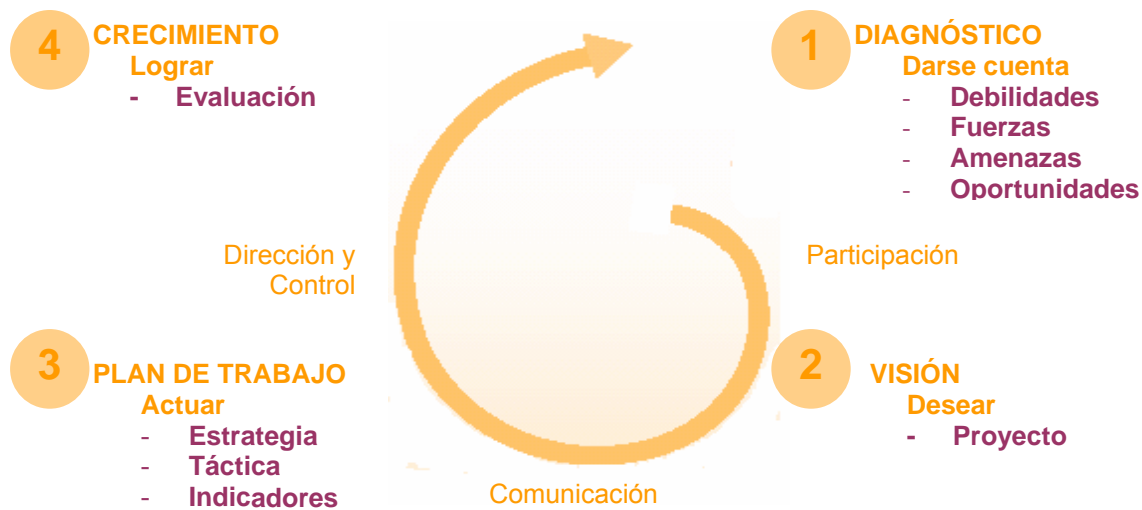 1
DIAGNÓSTICO
Darse cuenta
- Debilidades
- Fuerzas
- Amenazas
- Oportunidades
Participación
2
VISIÓN
Desear
- Proyecto
Comunicación
3
PLAN DE TRABAJO
Actuar
- Estrategia
- Táctica
- Indicadores
Dirección y
Control
4
CRECIMIENTO
Lograr
- Evaluación